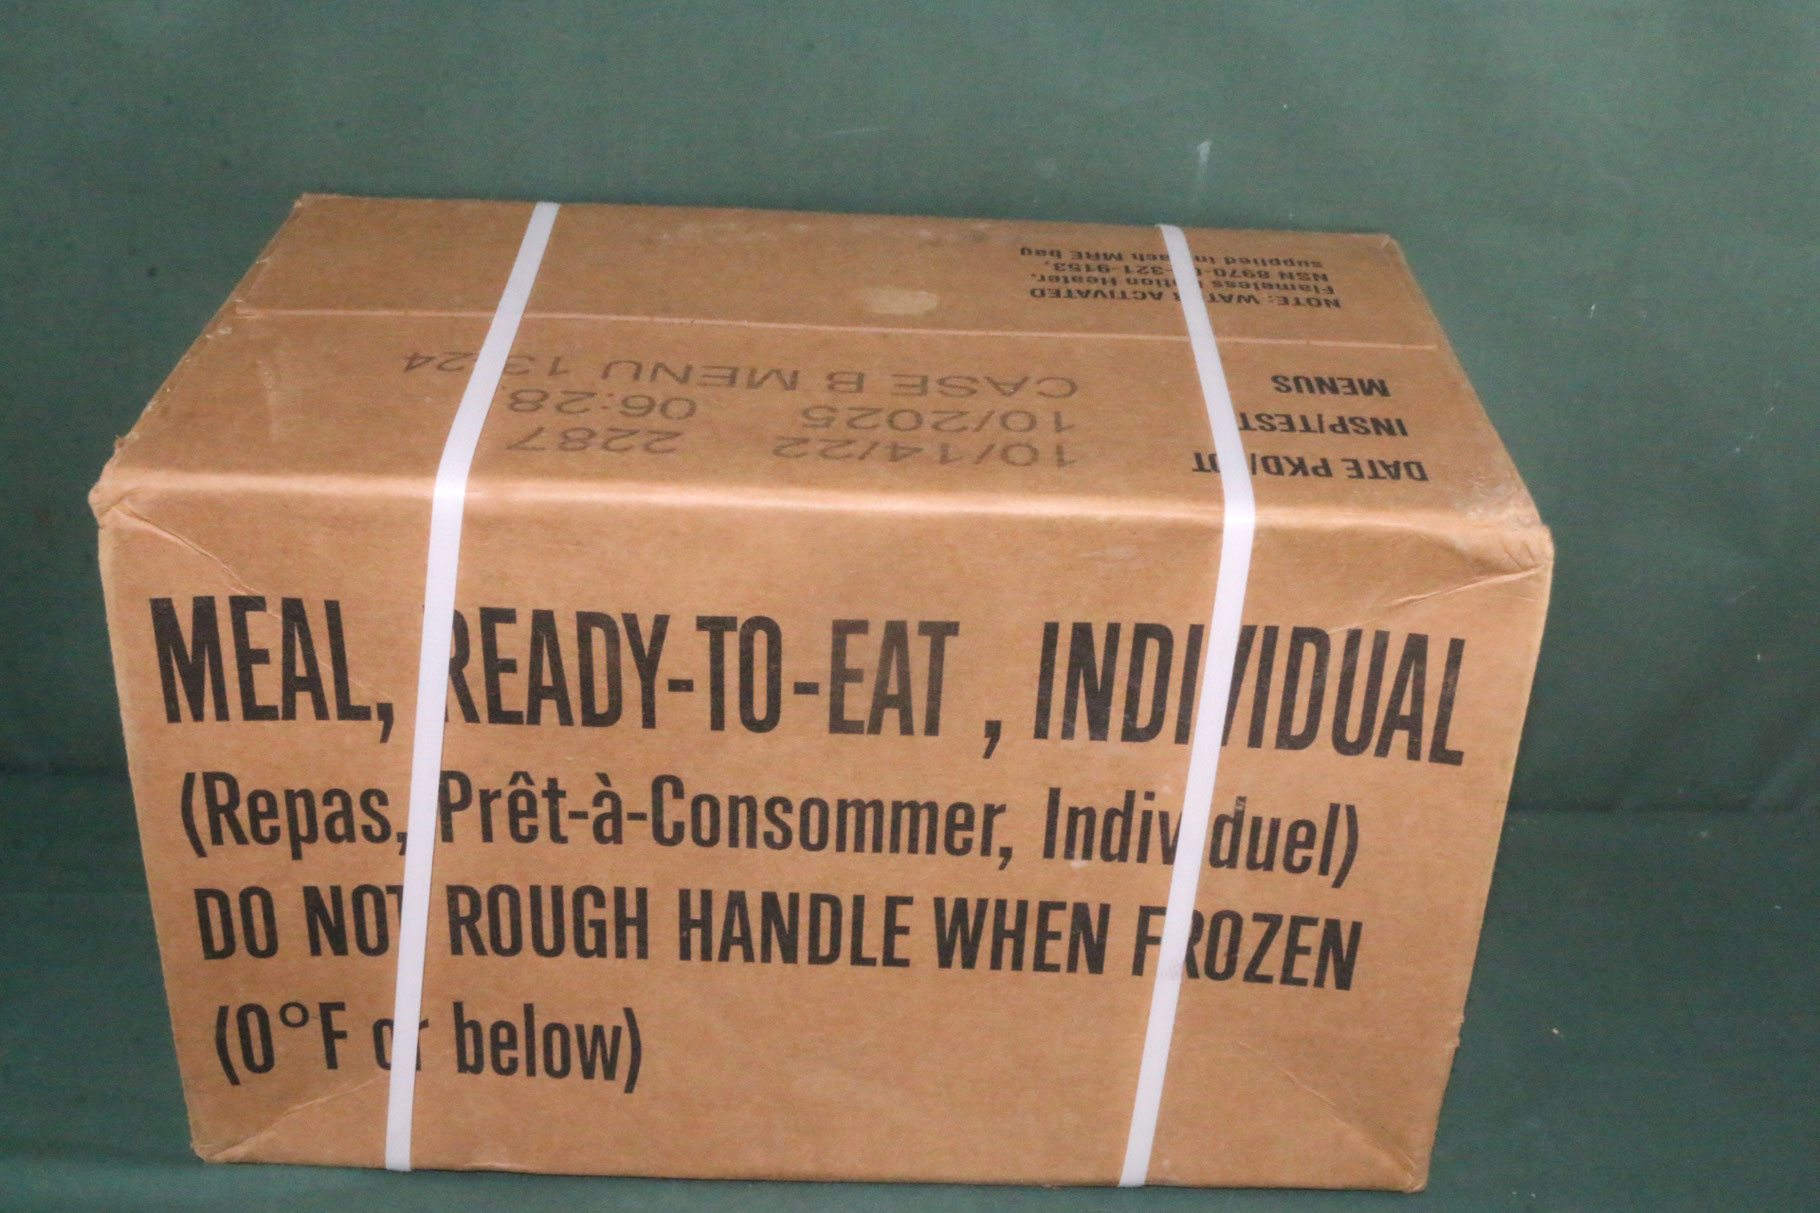 MEAL, READY-TO-EAT , INDIVIDUAL
(Repas, Prêt-à-Consommer, Individuel)
DO NOT ROUGH HANDLE WHEN FROZEN
(0°F or below)
DATE PKD/LOT 10/14/22 2287
INSP/TEST 10/2025 06:28
MENUS CASE B MENU 13-24
NOTE: WATER ACTIVATED
Flameless Ration Heater,
NSN 8970-01-321-9153,
supplied in each MRE bag